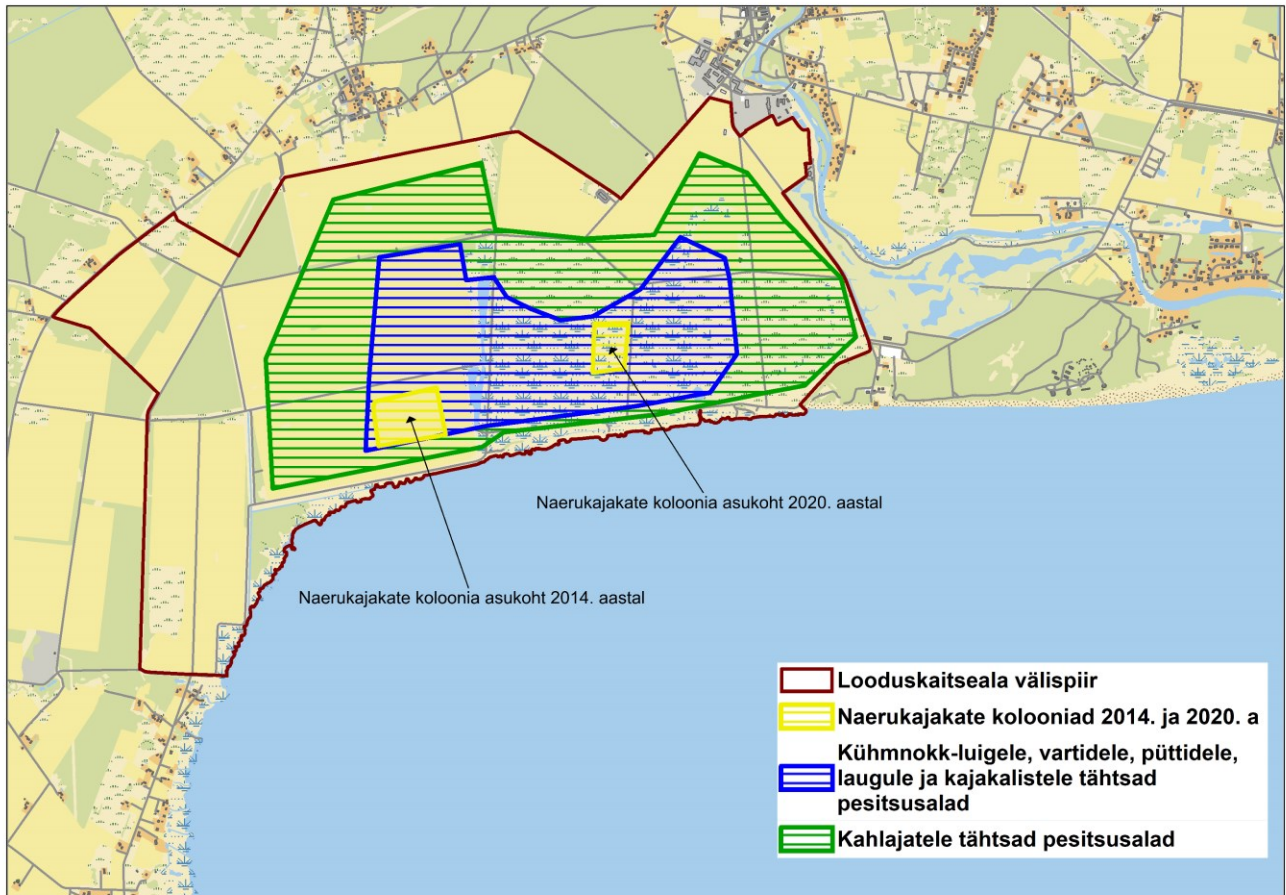 Naerukajakate koloonia asukoht 2020. aastal
Naerukajakate koloonia asukoht 2014. aastal
Looduskaitseala välispiir
Naerukajakate kolooniad 2014. ja 2020. a
Kühmnokk-luigele, vartidele, püttidele,
laugule ja kajakalistele tähtsad
pesitsusalad
Kahlajatele tähtsad pesitsusalad